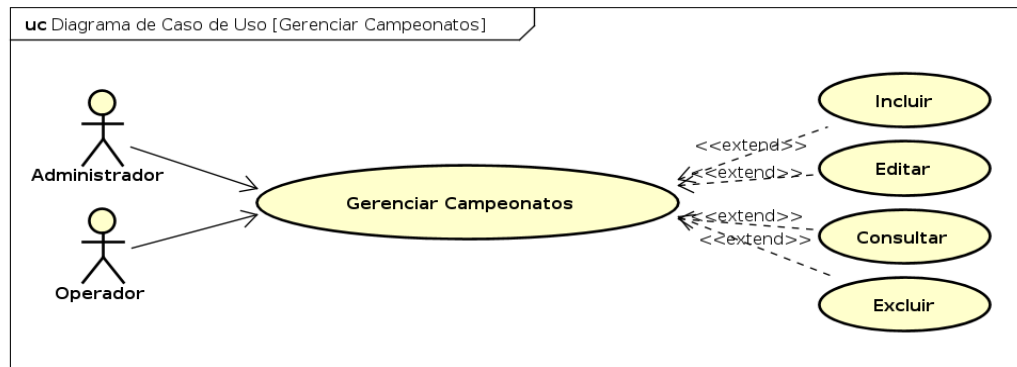 uc Diagrama de Caso de Uso [Gerenciar Campeonatos]
Administrador
Operador
Gerenciar Campeonatos
<<extend>>
<<extend>>
<<extend>>
<<extend>>
Incluir
Editar
Consultar
Excluir